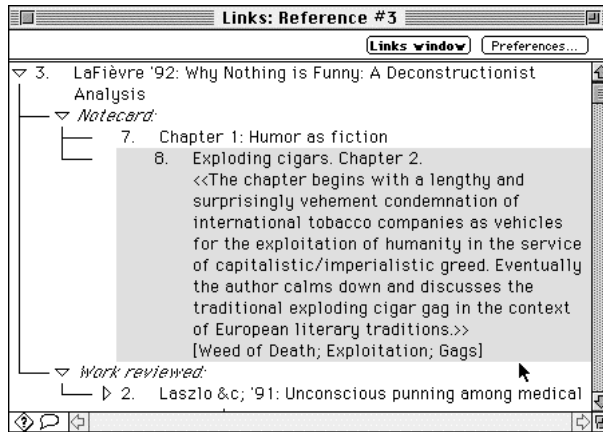 Links: Reference #3
Links window Preferences...
3. LaFièvre '92: Why Nothing is Funny: A Deconstructionist
Analysis
Notecard:
7. Chapter 1: Humor as fiction
8. Exploding cigars. Chapter 2.
<<The chapter begins with a lengthy and
surprisingly vehement condemnation of
international tobacco companies as vehicles
for the exploitation of humanity in the service
of capitalistic/imperialistic greed. Eventually
the author calms down and discusses the
traditional exploding cigar gag in the context
of European literary traditions.>>
[Weed of Death; Exploitation; Gags]
Work reviewed:
2. Laszlo &c; '91: Unconscious punning among medical